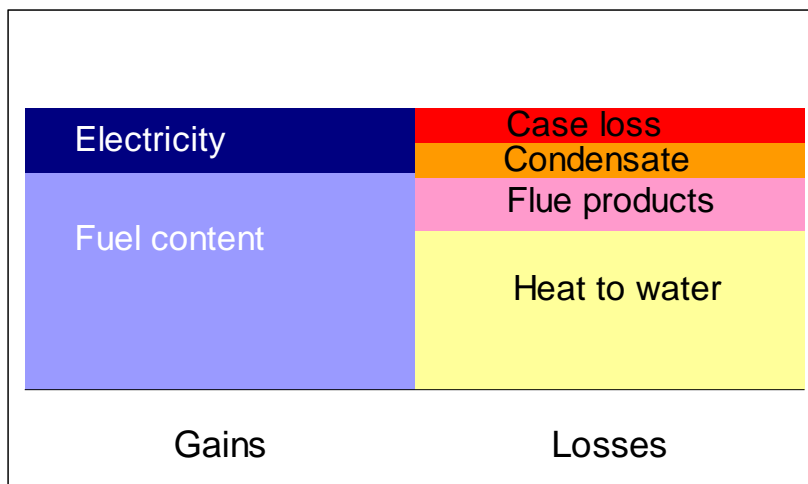 Electricity
Fuel content
Case loss
Condensate
Flue products
Heat to water
Gains
Losses